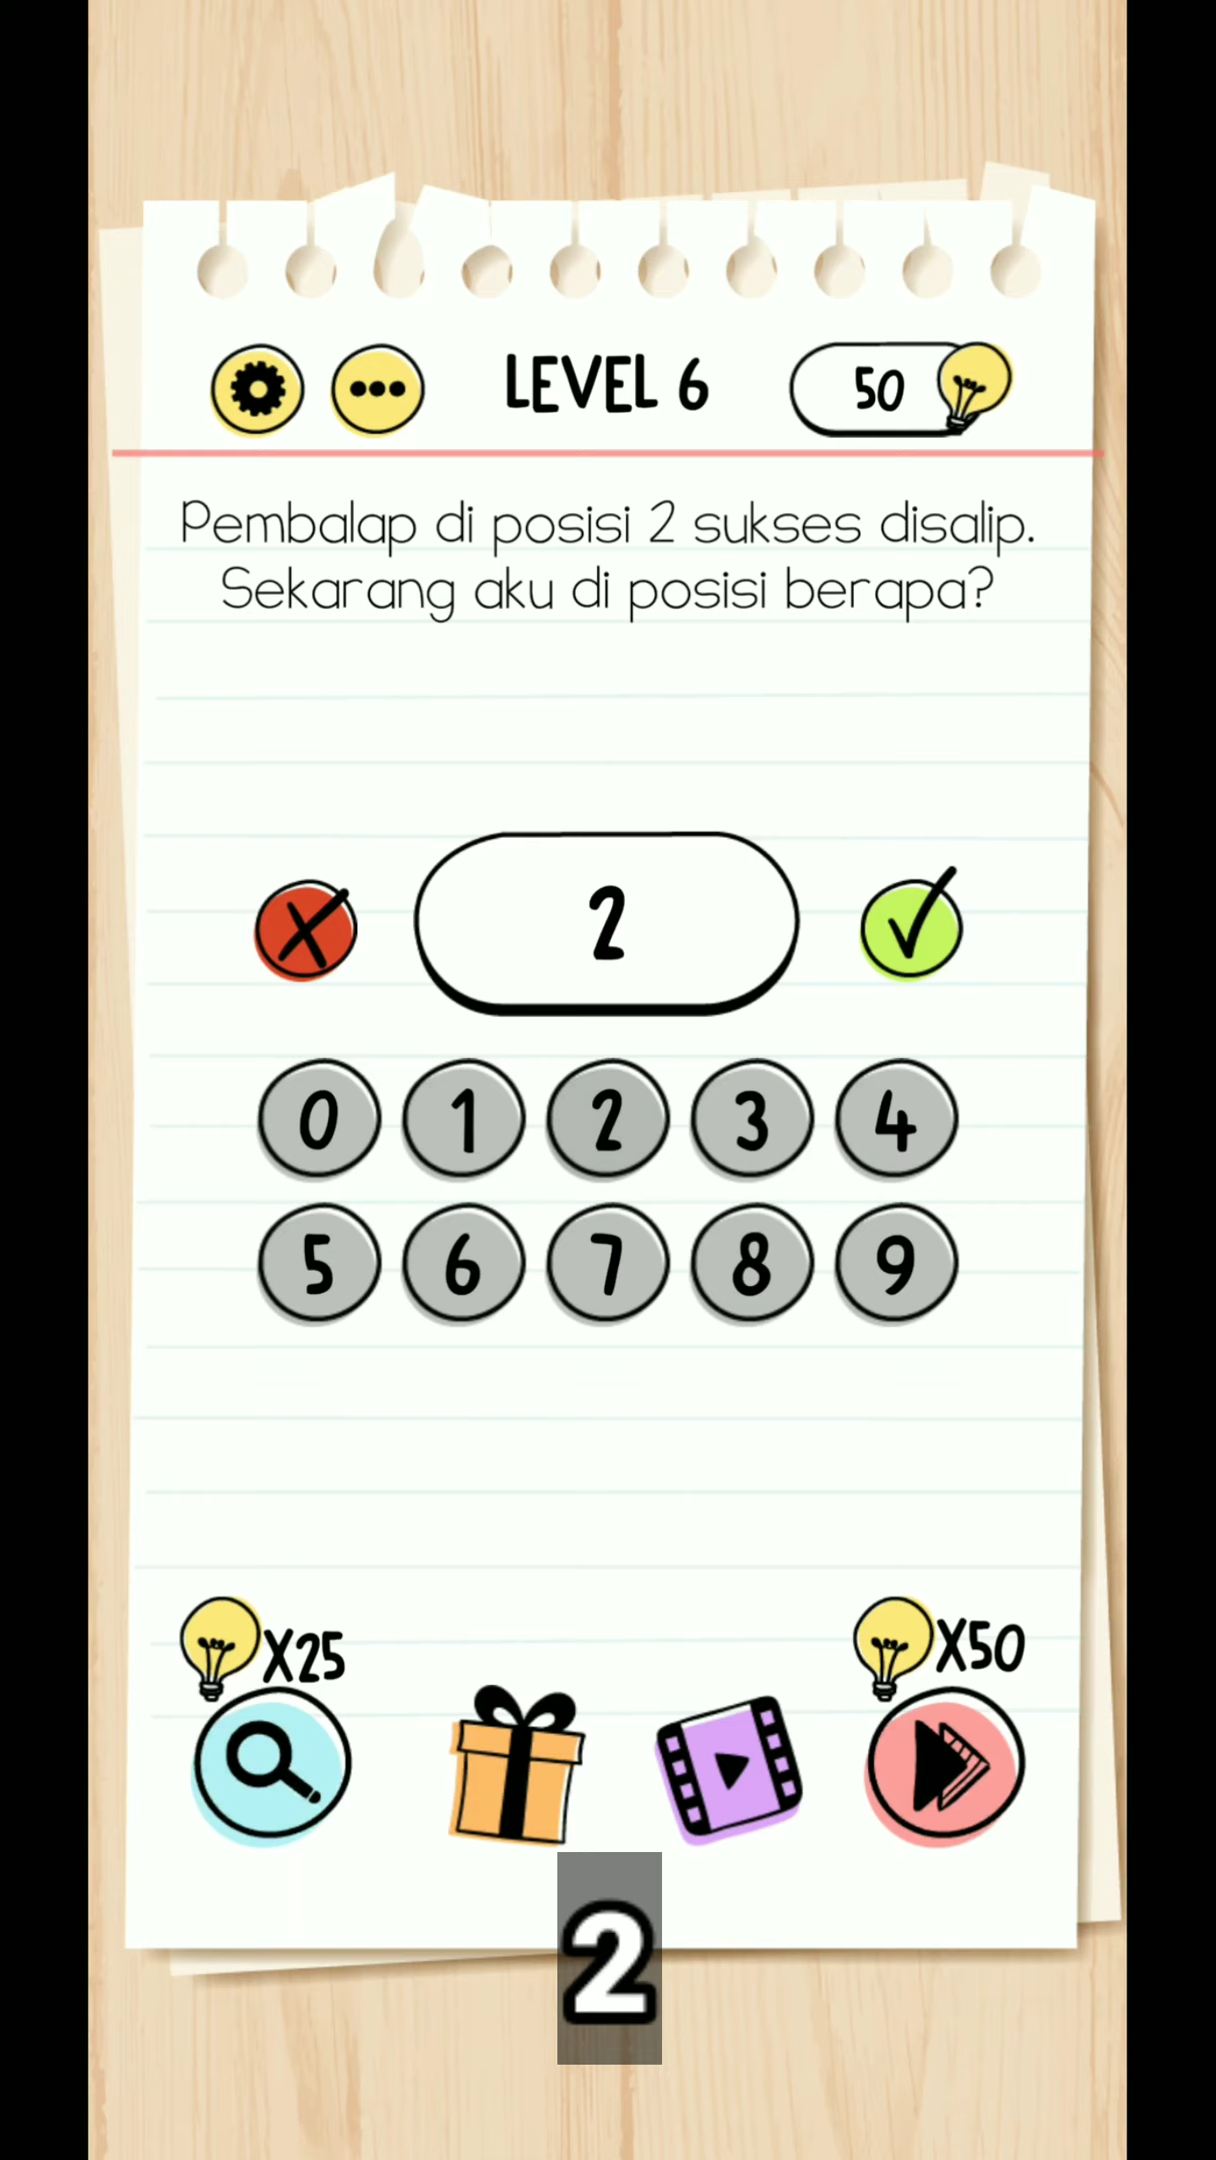 LEVEL 6
50
Pembalap di posisi 2 sukses disalip.
Sekarang aku di posisi berapa?
2
0 1 2 3 4
5 6 7 8 9
X25
X50
2